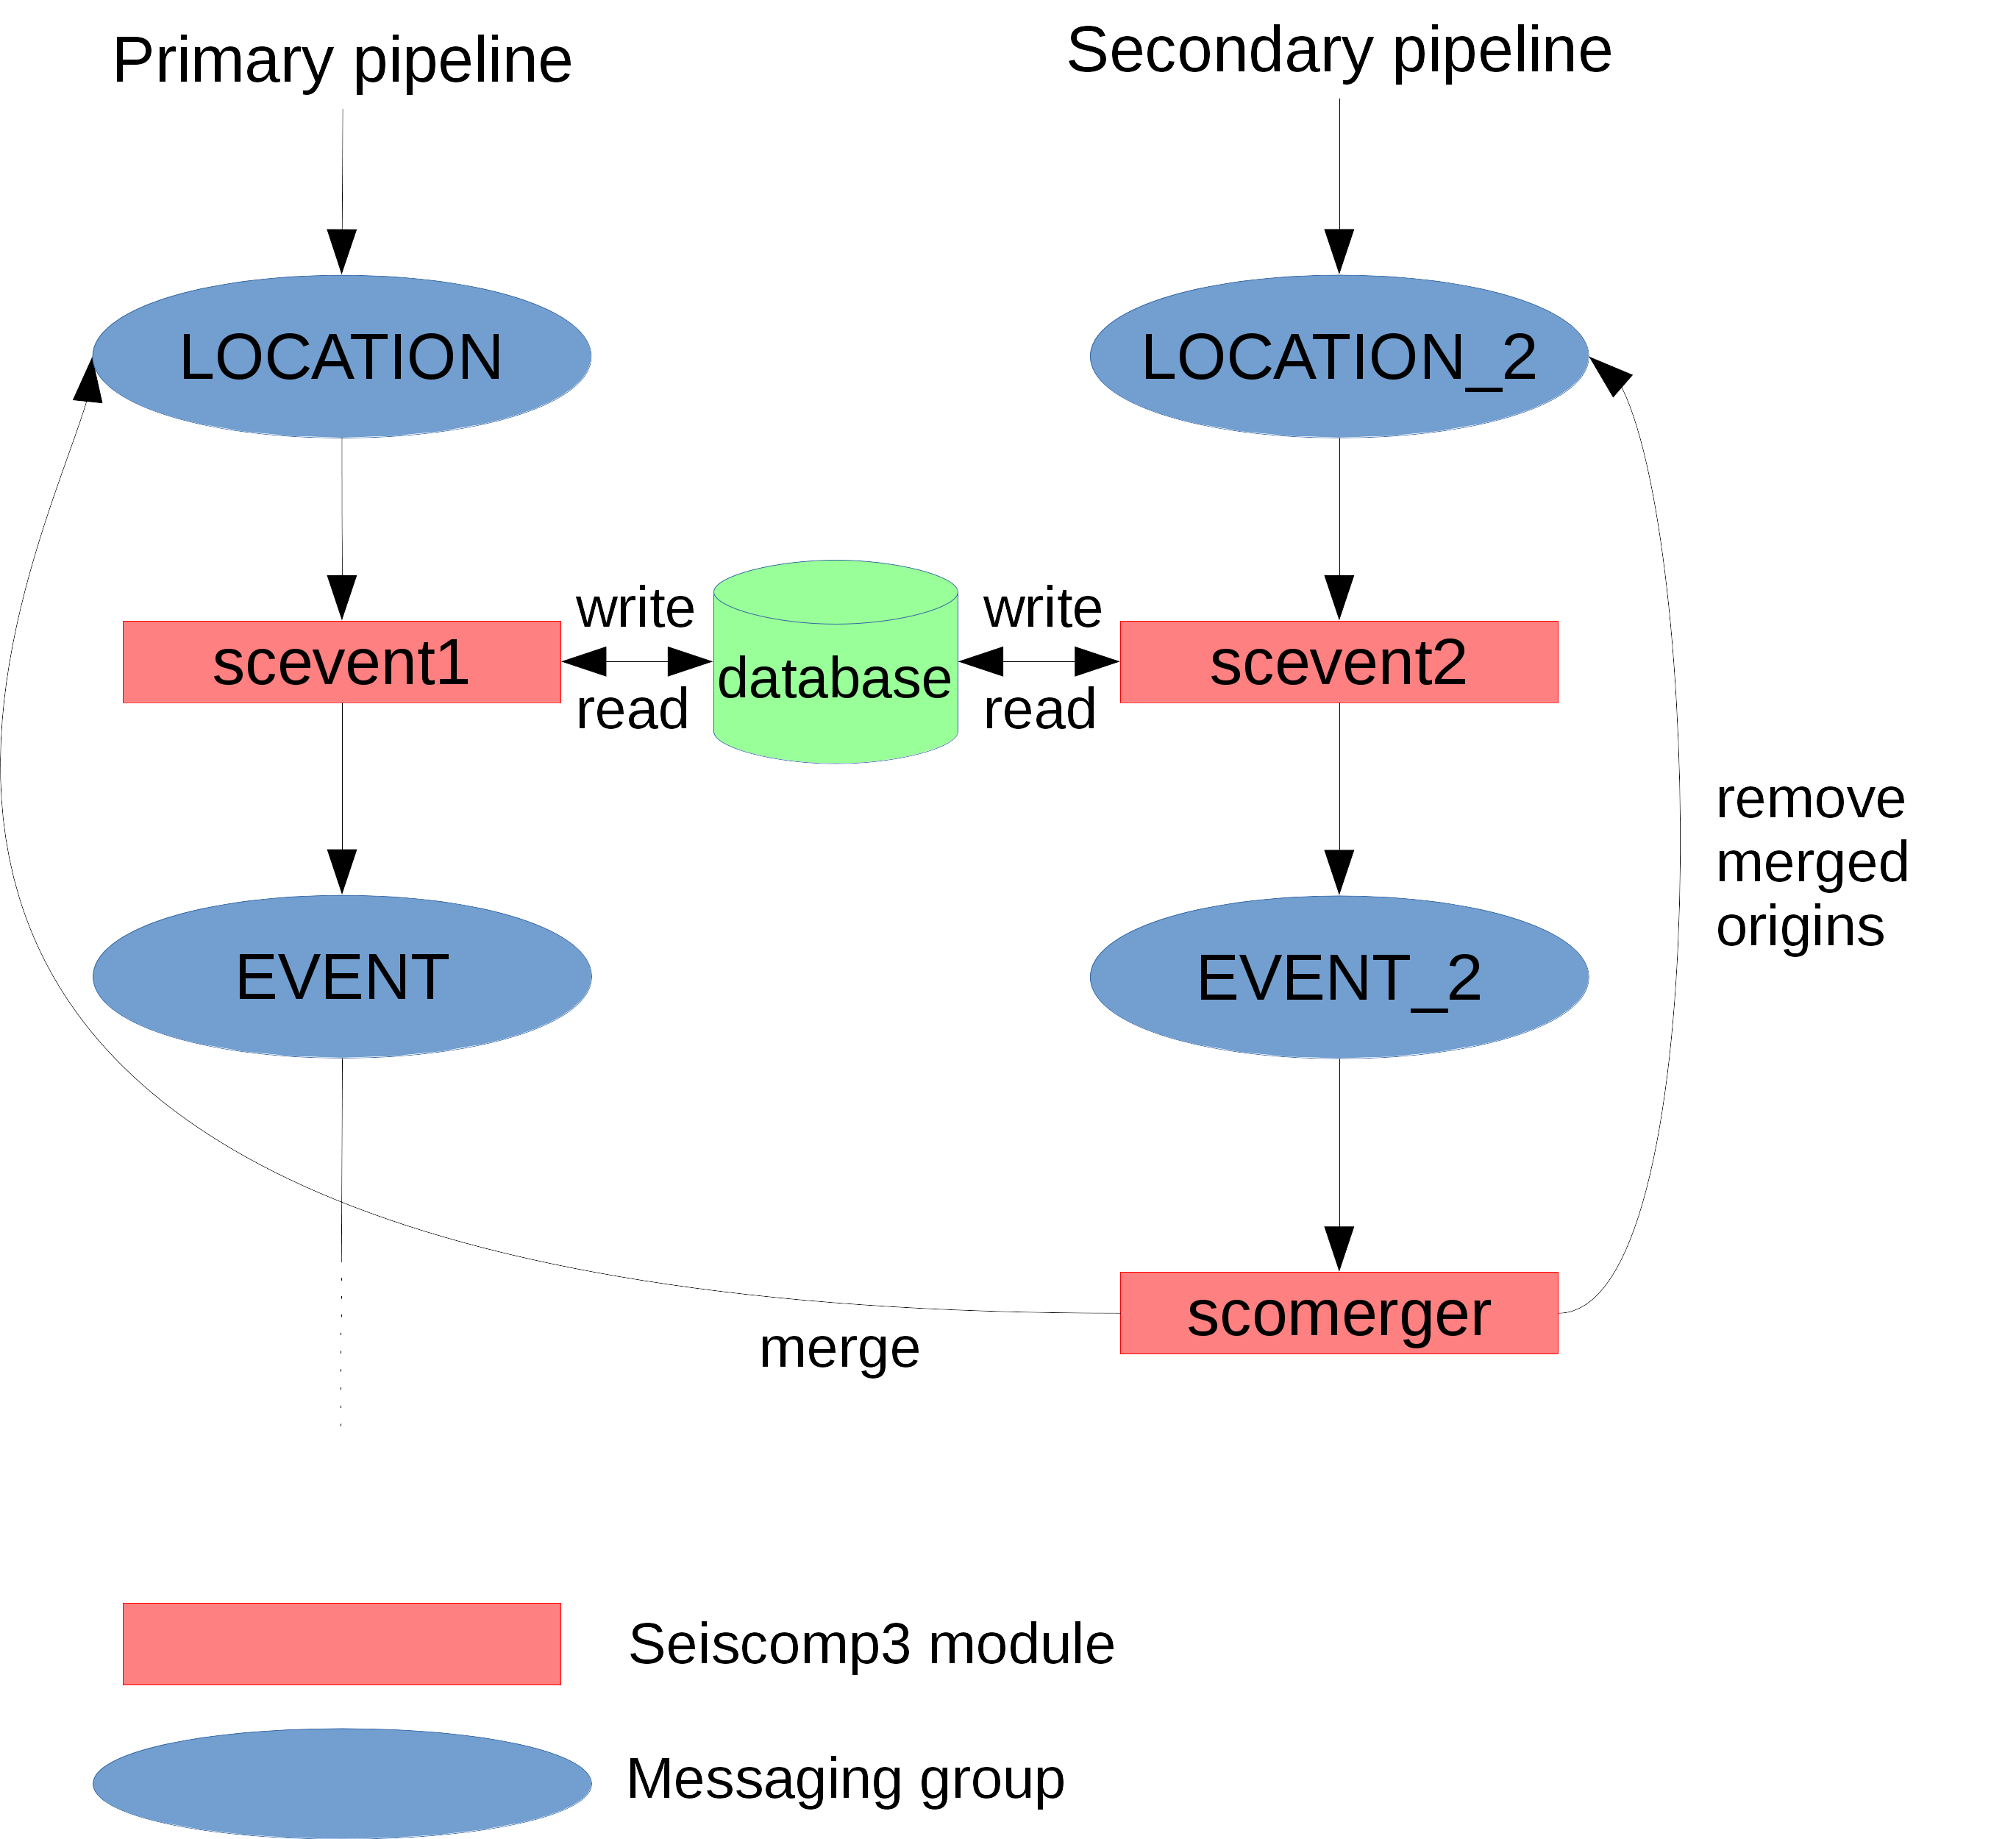 Primary pipeline
Secondary pipeline
LOCATION
LOCATION_2
write
write
scevent1
database
scevent2
read
read
remove
merged
origins
EVENT
EVENT_2
scomerger
merge
Seiscomp3 module
Messaging group